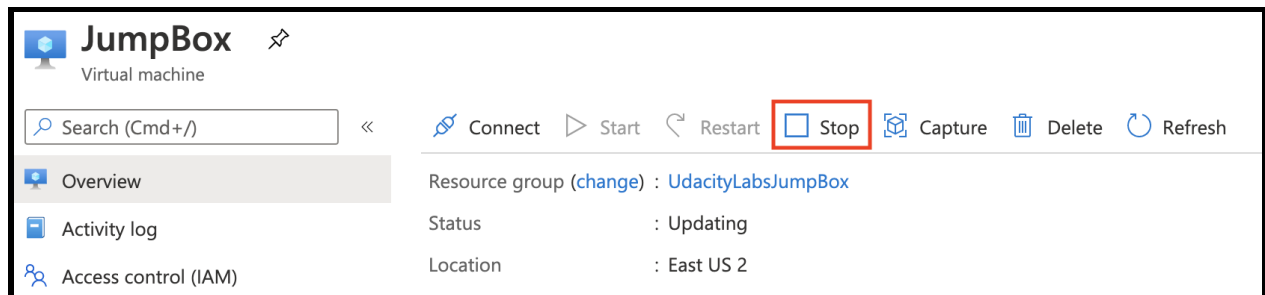 JumpBox
Virtual machine
Search (Cmd+/)
«
Connect Start Restart Stop Capture Delete Refresh
Overview
Activity log
Access control (IAM)
Resource group (change) : UdacityLabsJumpBox
Status : Updating
Location : East US 2